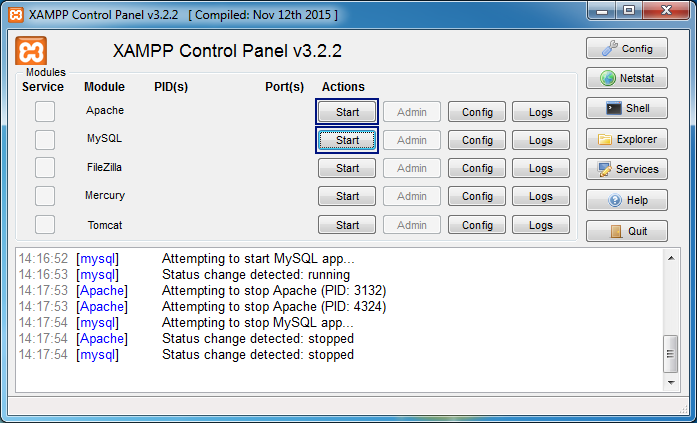 XAMPP Control Panel v3.2.2 [ Compiled: Nov 12th 2015 ]
XAMPP Control Panel v3.2.2
Config
Modules
Service Module PID(s) Port(s) Actions
Netstat
Apache Start Admin Config Logs
Shell
MySQL Start Admin Config Logs
Explorer
FileZilla Start Admin Config Logs
Services
Mercury Start Admin Config Logs
Help
Tomcat Start Admin Config Logs
Quit
14:16:52 [mysql] Attempting to start MySQL app...
14:16:53 [mysql] Status change detected: running
14:17:53 [Apache] Attempting to stop Apache (PID: 3132)
14:17:53 [Apache] Attempting to stop Apache (PID: 4324)
14:17:54 [mysql] Attempting to stop MySQL app...
14:17:54 [Apache] Status change detected: stopped
14:17:54 [mysql] Status change detected: stopped